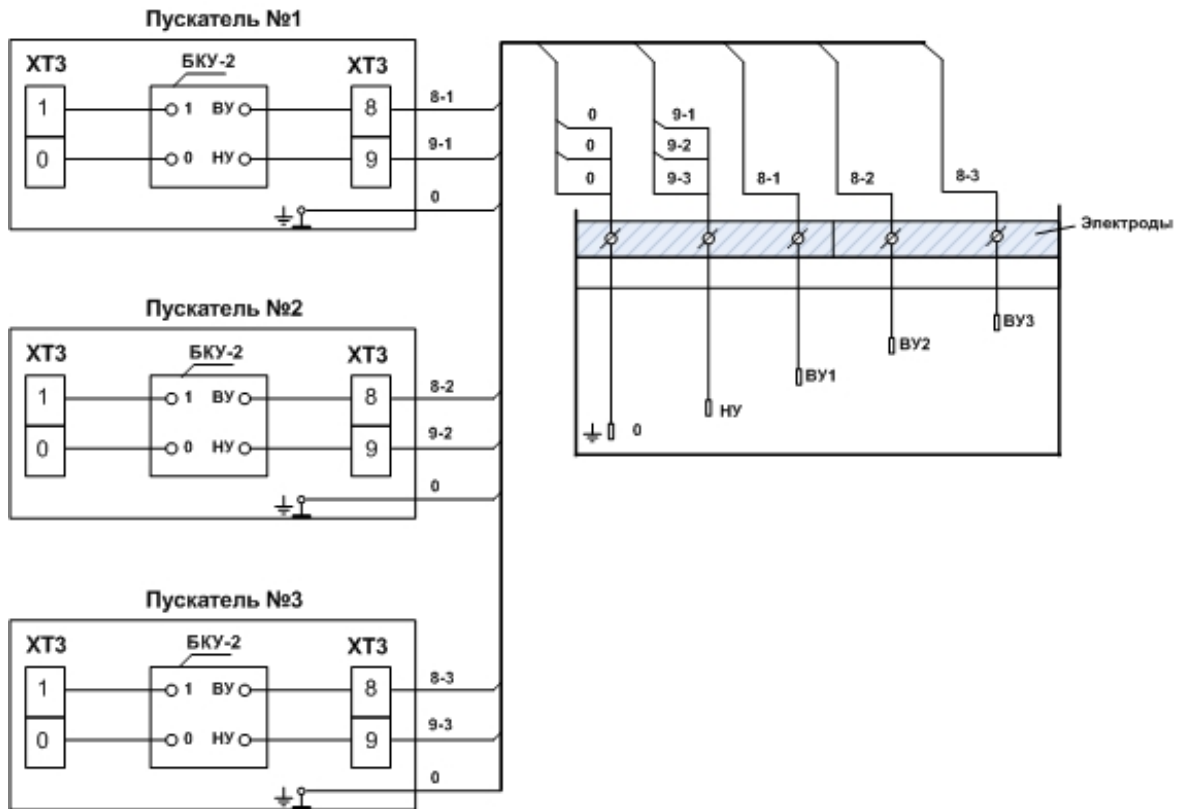 Пускатель №1
ХТ3 БКУ-2 ХТ3
1 1 ВУ 8 8-1
0 0 НУ 9 9-1
0
0 9-1
0 9-2
0 9-3 8-1 8-2 8-3
Электроды
ВУ3
ВУ2
ВУ1
НУ
0
Пускатель №2
ХТ3 БКУ-2 ХТ3
1 1 ВУ 8 8-2
0 0 НУ 9 9-2
0
Пускатель №3
ХТ3 БКУ-2 ХТ3
1 1 ВУ 8 8-3
0 0 НУ 9 9-3
0